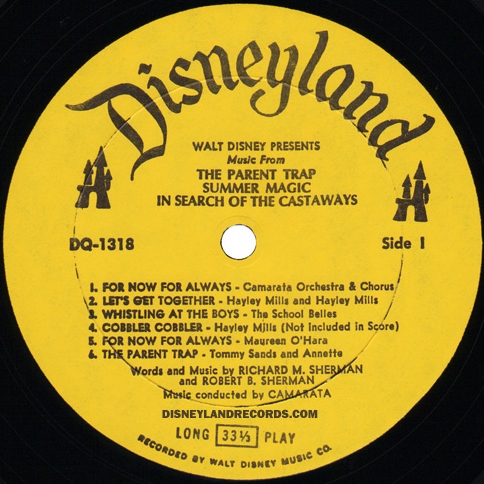 Disneyland
WALT DISNEY PRESENTS
Music From
THE PARENT TRAP
SUMMER MAGIC
IN SEARCH OF THE CASTAWAYS
DQ-1318
Side 1
1. FOR NOW FOR ALWAYS - Camarata Orchestra & Chorus
2. LET'S GET TOGETHER - Hayley Mills and Hayley Mills
3. WHISTLING AT THE BOYS - The School Belles
4. COBBLER COBBLER - Hayley Mills (Not Included in Score)
5. FOR NOW FOR ALWAYS - Maureen O'Hara
6. THE PARENT TRAP - Tommy Sands and Annette
Words and Music by RICHARD M. SHERMAN
and ROBERT B. SHERMAN
Music conducted by CAMARATA
DISNEYLANDRECORDS.COM
LONG 33⅓ PLAY
RECORDED BY WALT DISNEY MUSIC CO.